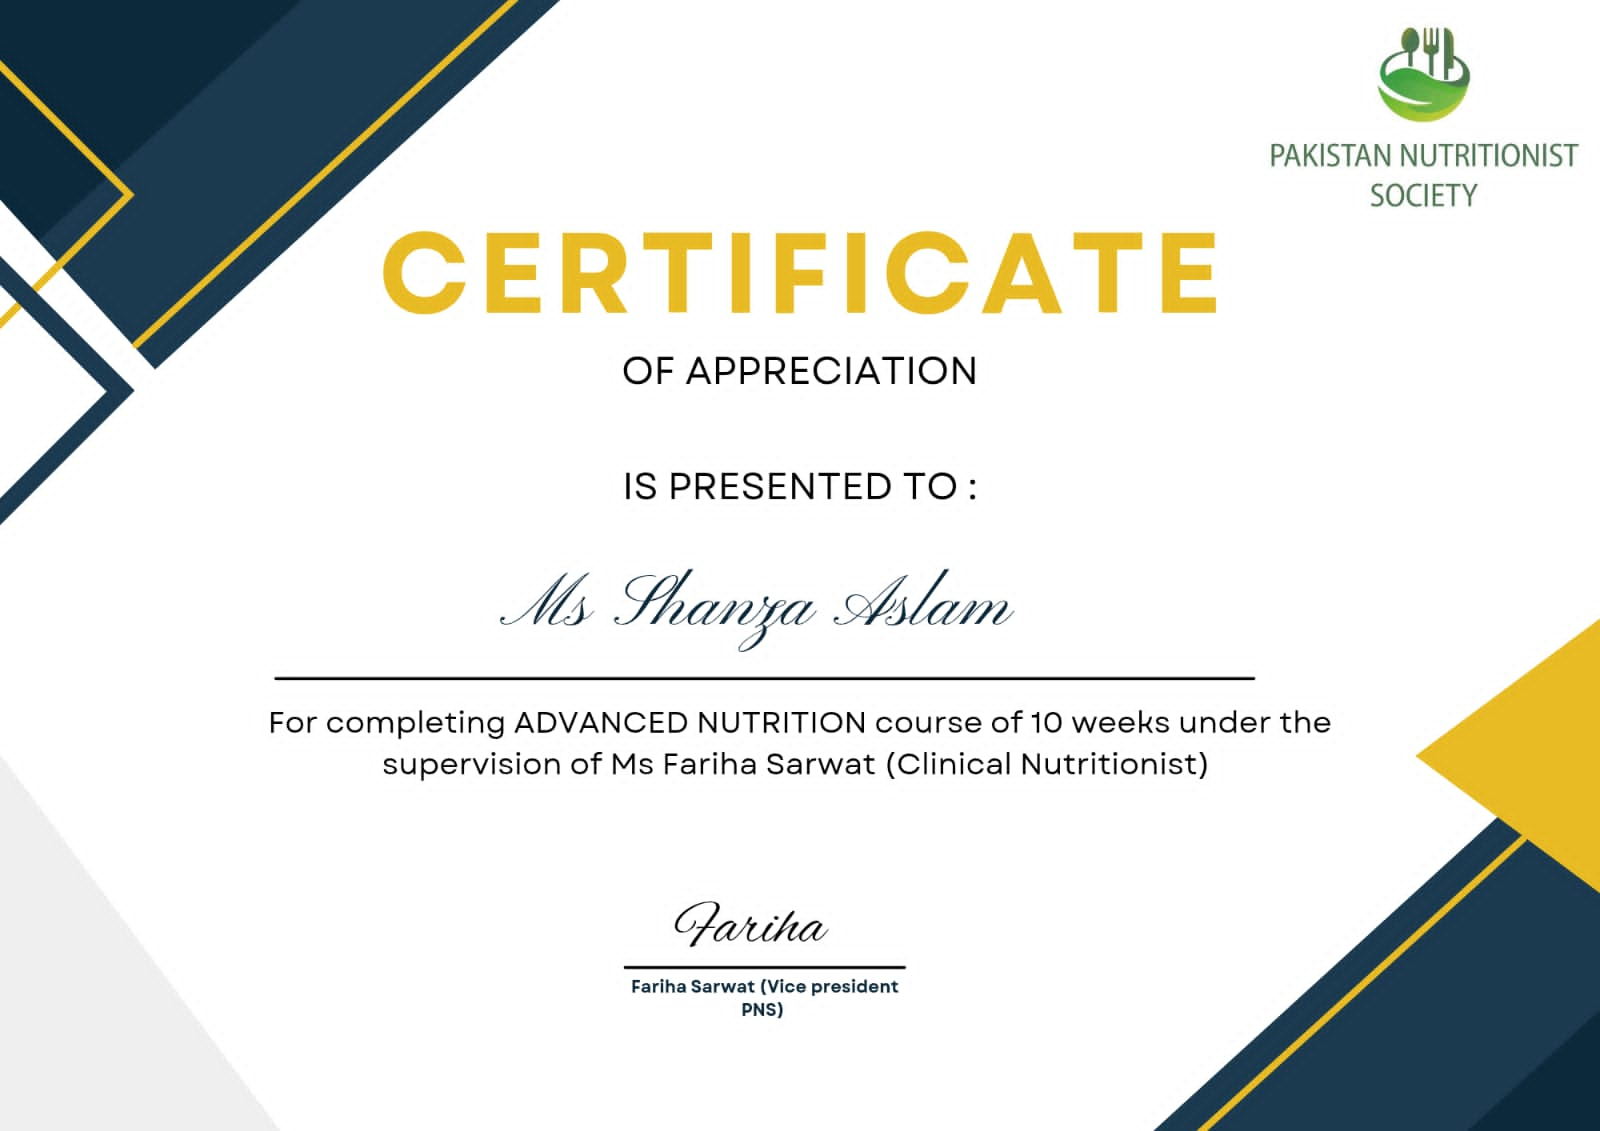 PAKISTAN NUTRITIONIST
SOCIETY
CERTIFICATE
OF APPRECIATION
IS PRESENTED TO :
Ms Shanza Aslam
For completing ADVANCED NUTRITION course of 10 weeks under the
supervision of Ms Fariha Sarwat (Clinical Nutritionist)
Fariha
Fariha Sarwat (Vice president
PNS)